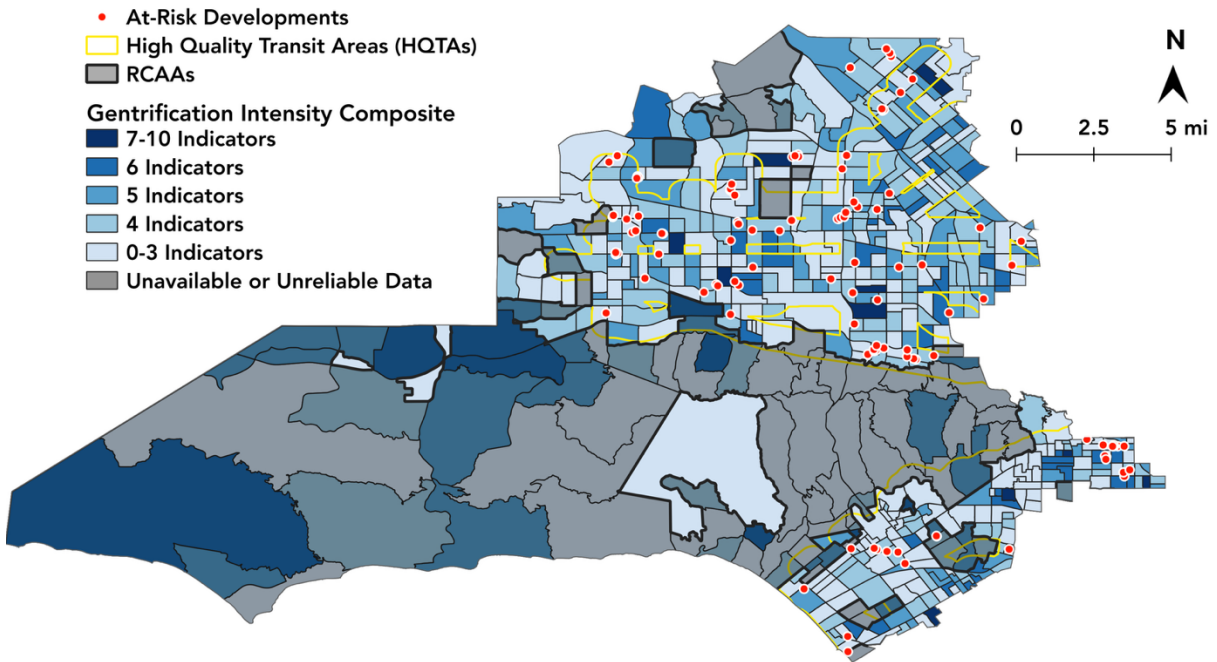 At-Risk Developments
High Quality Transit Areas (HQTAs)
RCAAs
Gentrification Intensity Composite
7-10 Indicators
6 Indicators
5 Indicators
4 Indicators
0-3 Indicators
Unavailable or Unreliable Data
N
0 2.5 5 mi